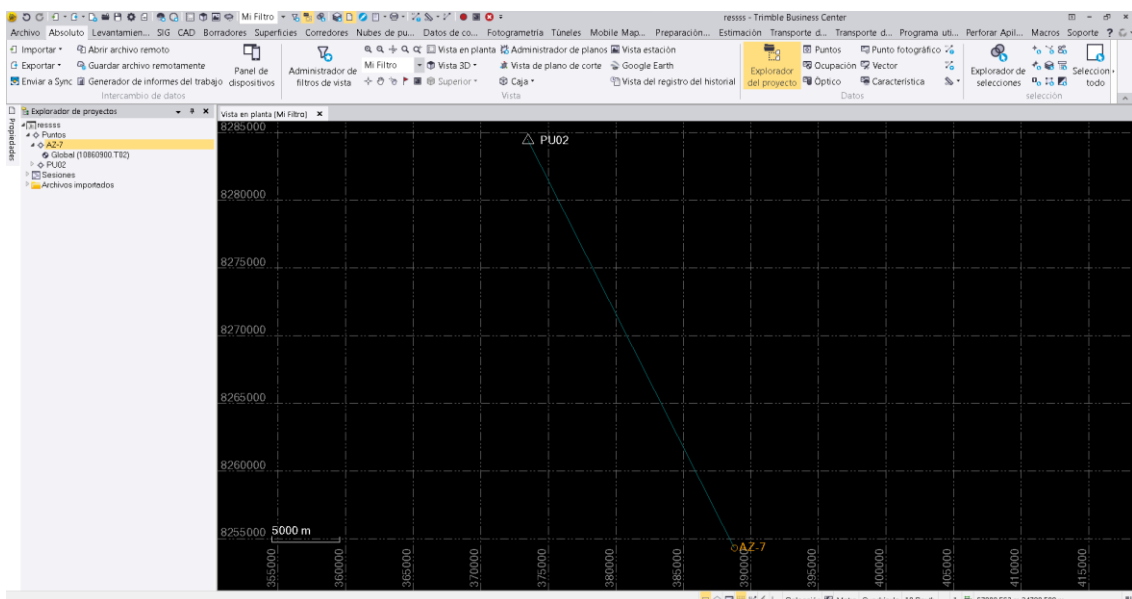 Mi Filtro
ressss - Trimble Business Center
Archivo Absoluto Levantamien... SIG CAD Borradores Superficies Corredores Nubes de pu... Datos de co... Fotogrametría Túneles Mobile Map... Preparación... Estimación Transporte d... Transporte d... Programa uti... Perforar Apil... Macros Soporte
Importar Abrir archivo remoto
Exportar Guardar archivo remotamente
Enviar a Sync Generador de informes del trabajo
Panel de dispositivos
Intercambio de datos
Administrador de filtros de vista
Vista en planta Administrador de planos Vista estación
Mi Filtro Vista 3D Vista de plano de corte Google Earth
Superior Caja Vista del registro del historial
Vista
Explorador del proyecto
Puntos Punto fotográfico
Ocupación Vector
Óptico Característica
Datos
Explorador de selecciones
Seleccion todo
selección
Propiedades
Explorador de proyectos
ressss
Puntos
AZ-7
Global (10860900.T82)
PU02
Sesiones
Archivos importados
Vista en planta (Mi Filtro)
8285000
PU02
8280000
8275000
8270000
8265000
8260000
8255000
5000 m
AZ-7
355000 360000 365000 370000 375000 380000 385000 390000 395000 400000 405000 410000 415000